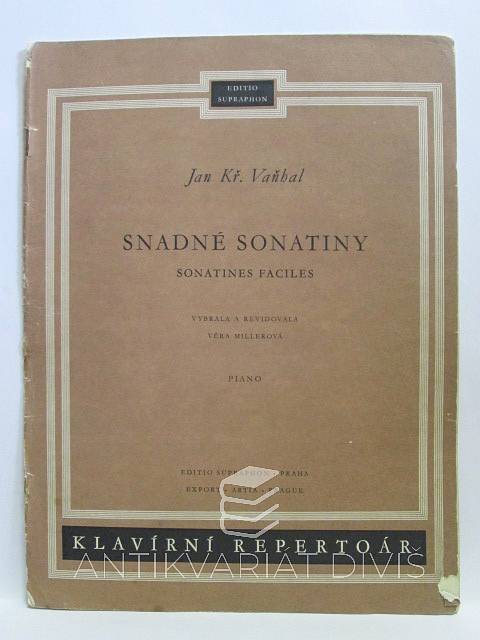 EDITIO
SUPRAPHON
Jan Kř. Vaňhal
SNADNÉ SONATINY
SONATINES FACILES
VYBRALA A REVIDOVALA
VĚRA MILLEROVÁ
PIANO
EDITIO SUPRAPHON • PRAHA
EXPORT • ARTIA • PRAGUE
KLAVÍRNÍ REPERTOÁR
ANTIKVARIÁT DIVIŠ